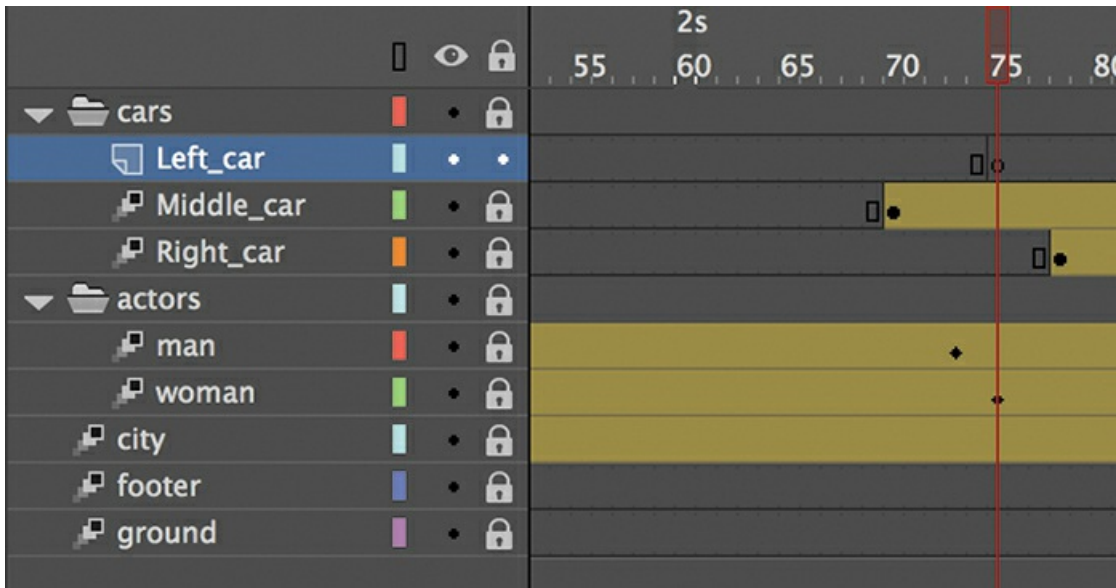 2s
55 60 65 70 75 80
cars
Left_car
Middle_car
Right_car
actors
man
woman
city
footer
ground